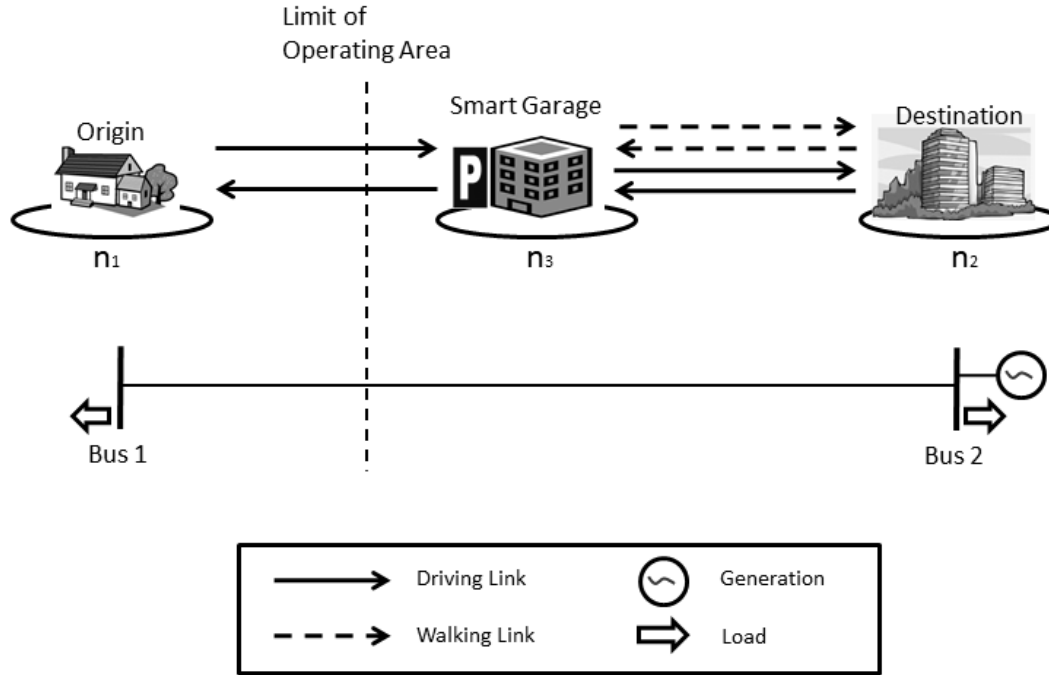 Limit of
Operating Area
Origin
Smart Garage
Destination
P
n₁
n₃
n₂
Bus 1
Bus 2
Driving Link
Generation
Walking Link
Load